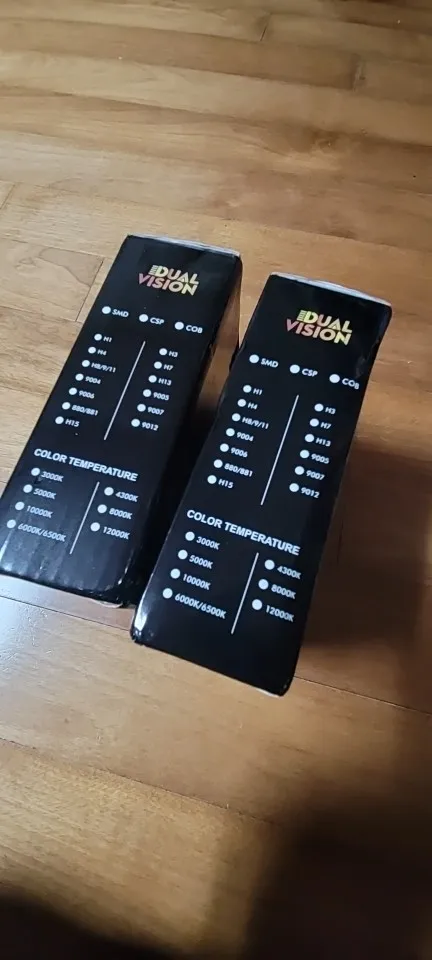 DUAL
VISION
SMD CSP COB
H1 H3
H4 H7
H8/9/11 H13
9004 9005
9006 9007
880/881 9012
H15
COLOR TEMPERATURE
3000K 4300K
5000K 8000K
10000K 12000K
6000K/6500K
DUAL
VISION
SMD CSP COB
H1 H3
H4 H7
H8/9/11 H13
9004 9005
9006 9007
880/881 9012
H15
COLOR TEMPERATURE
3000K 4300K
5000K 8000K
10000K 12000K
6000K/6500K